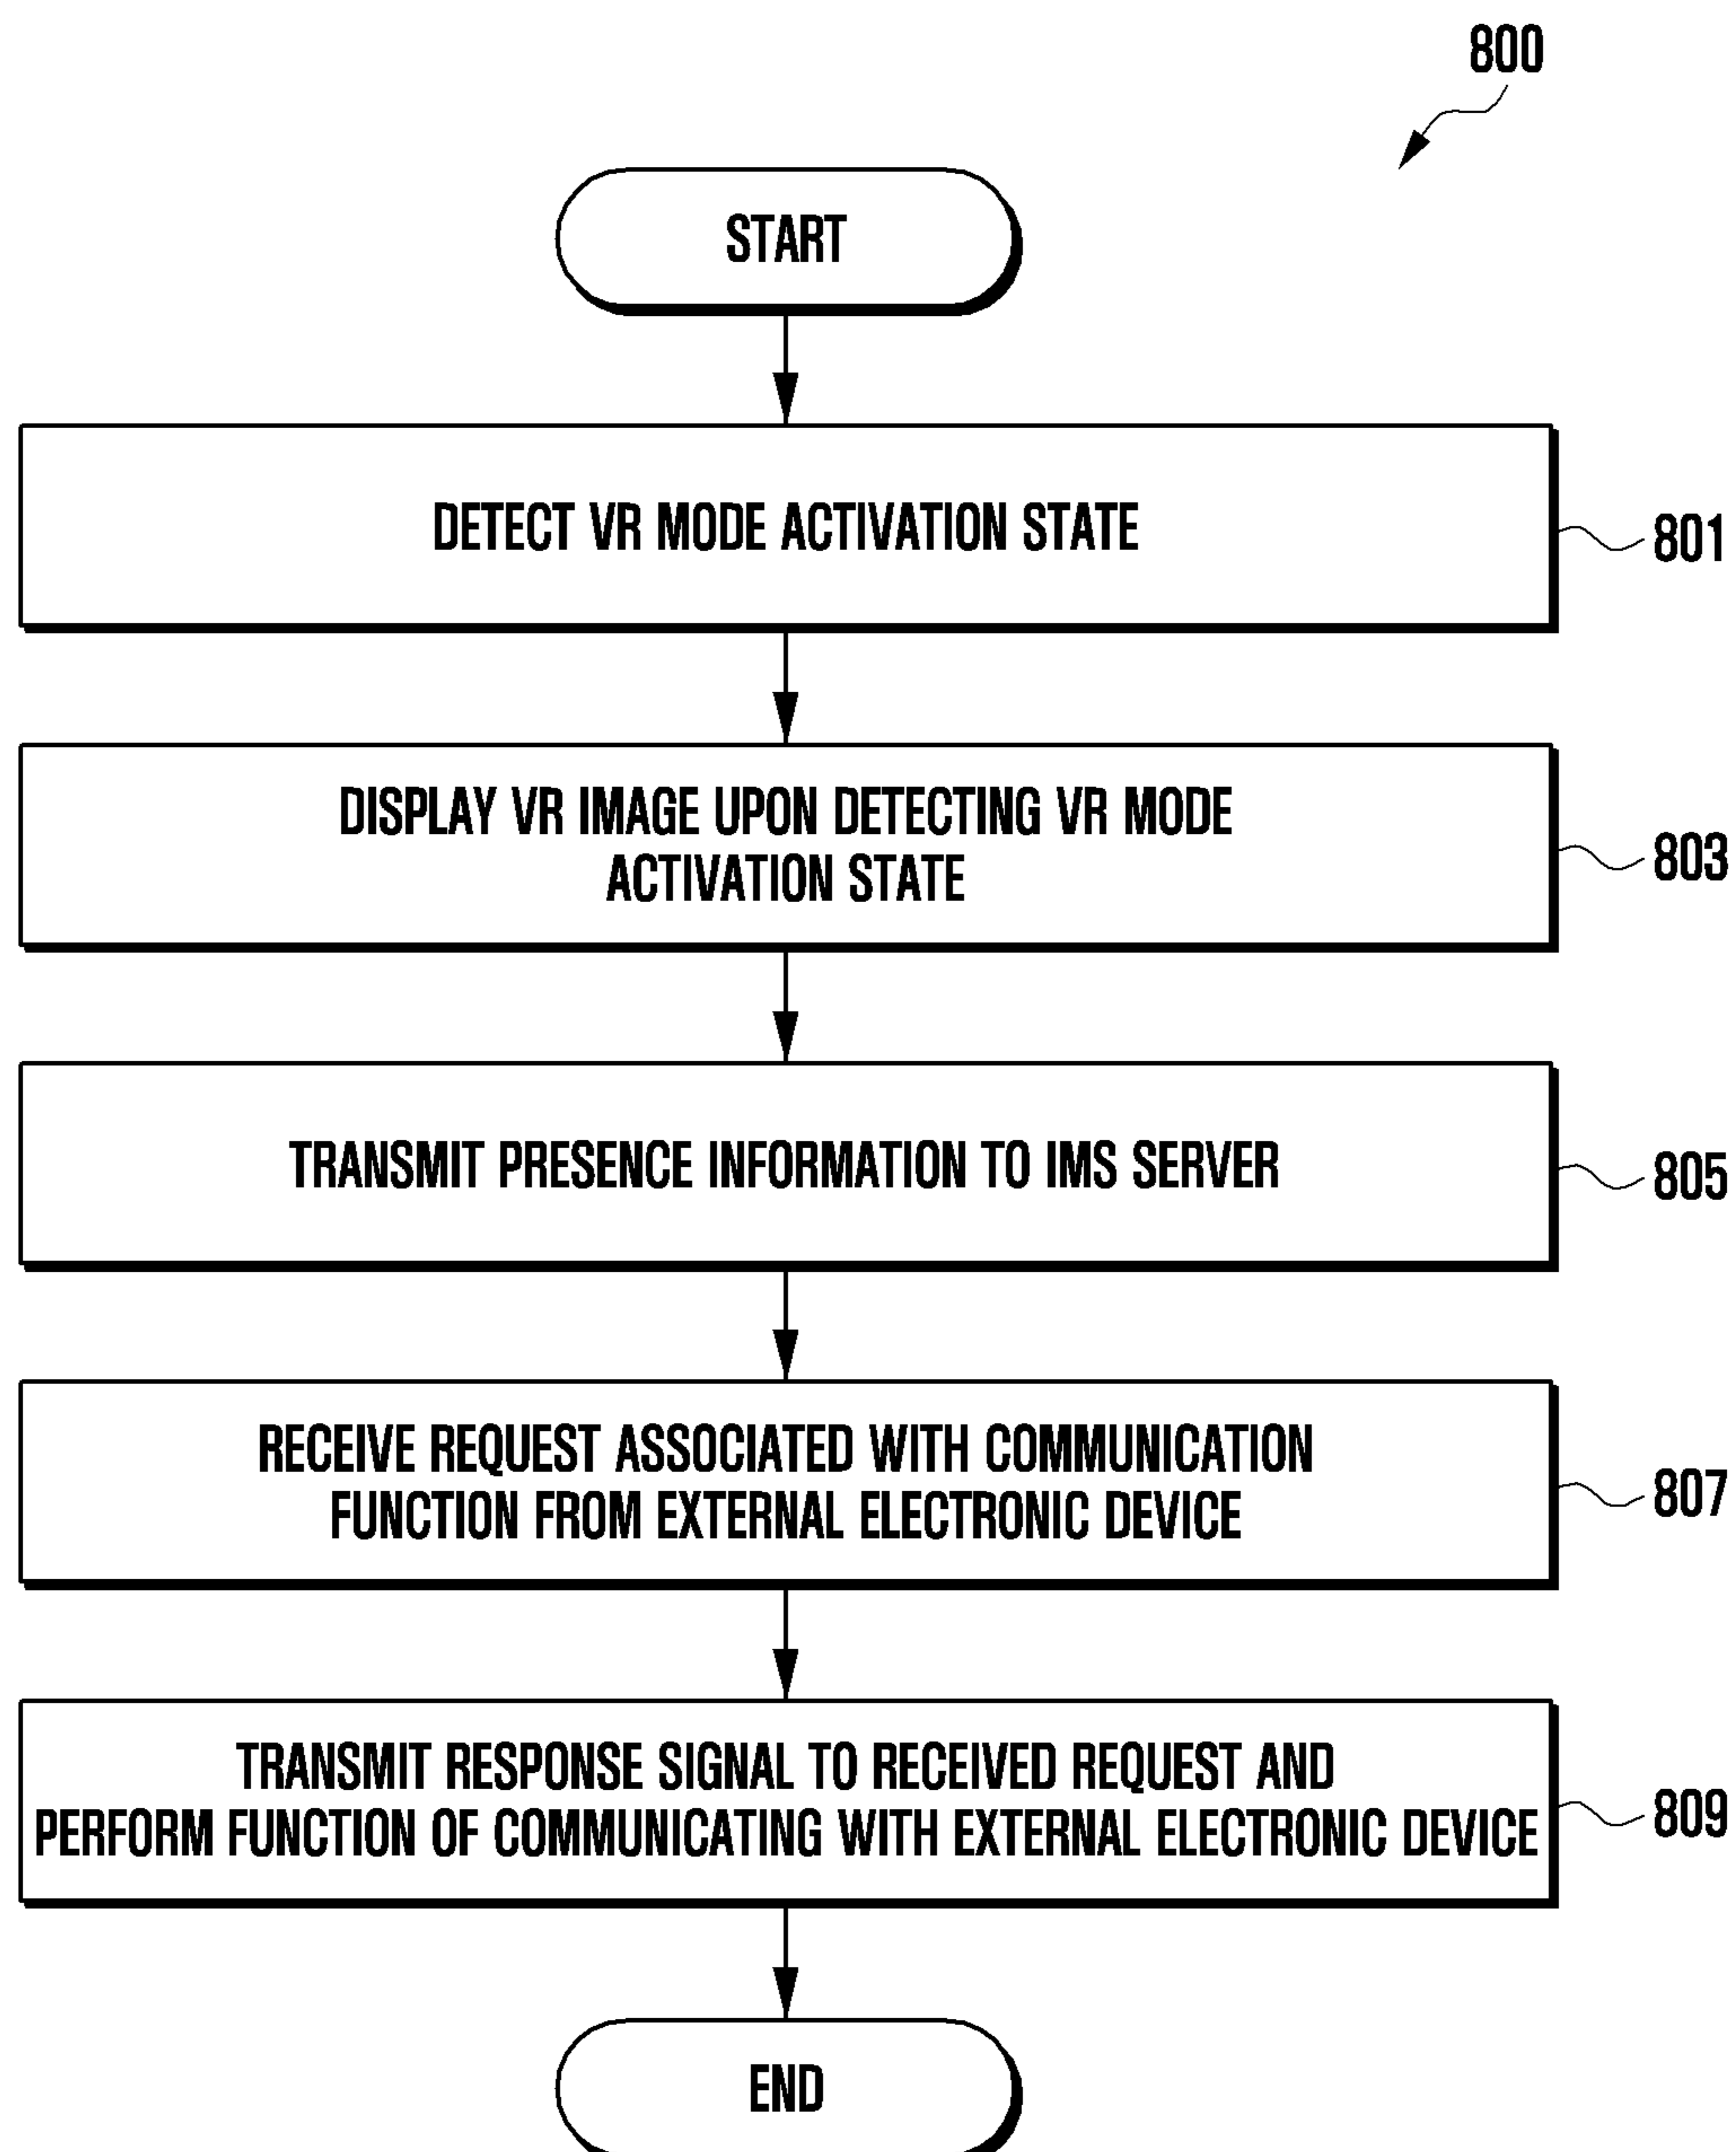 800
START
DETECT VR MODE ACTIVATION STATE
801
DISPLAY VR IMAGE UPON DETECTING VR MODE
ACTIVATION STATE
803
TRANSMIT PRESENCE INFORMATION TO IMS SERVER
805
RECEIVE REQUEST ASSOCIATED WITH COMMUNICATION
FUNCTION FROM EXTERNAL ELECTRONIC DEVICE
807
TRANSMIT RESPONSE SIGNAL TO RECEIVED REQUEST AND
PERFORM FUNCTION OF COMMUNICATING WITH EXTERNAL ELECTRONIC DEVICE
809
END